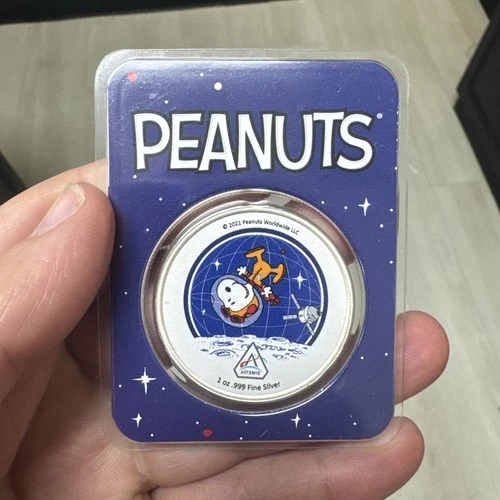 PEANUTS®
© 2021 Peanuts Worldwide LLC
ARTEMIS
1 oz .999 Fine Silver